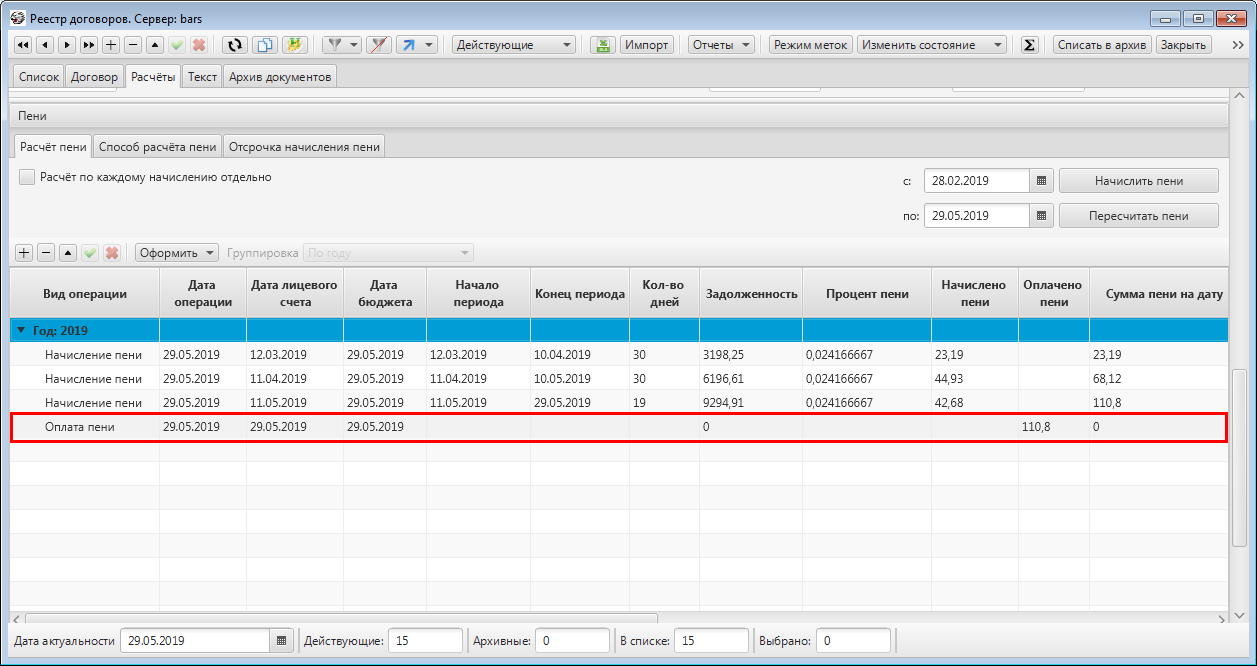 Реестр договоров. Сервер: bars
Действующие Импорт Отчеты Режим меток Изменить состояние Σ Списать в архив Закрыть
Список Договор Расчёты Текст Архив документов
Пени
Расчёт пени Способ расчёта пени Отсрочка начисления пени
Расчёт по каждому начислению отдельно с: 28.02.2019 Начислить пени
по: 29.05.2019 Пересчитать пени
Оформить Группировка По году
Вид операции Дата операции Дата лицевого счета Дата бюджета Начало периода Конец периода Кол-во дней Задолженность Процент пени Начислено пени Оплачено пени Сумма пени на дату
Год: 2019
Начисление пени 29.05.2019 12.03.2019 29.05.2019 12.03.2019 10.04.2019 30 3198,25 0,024166667 23,19 23,19
Начисление пени 29.05.2019 11.04.2019 29.05.2019 11.04.2019 10.05.2019 30 6196,61 0,024166667 44,93 68,12
Начисление пени 29.05.2019 11.05.2019 29.05.2019 11.05.2019 29.05.2019 19 9294,91 0,024166667 42,68 110,8
Оплата пени 29.05.2019 29.05.2019 29.05.2019 0 110,8 0
Дата актуальности 29.05.2019 Действующие: 15 Архивные: 0 В списке: 15 Выбрано: 0